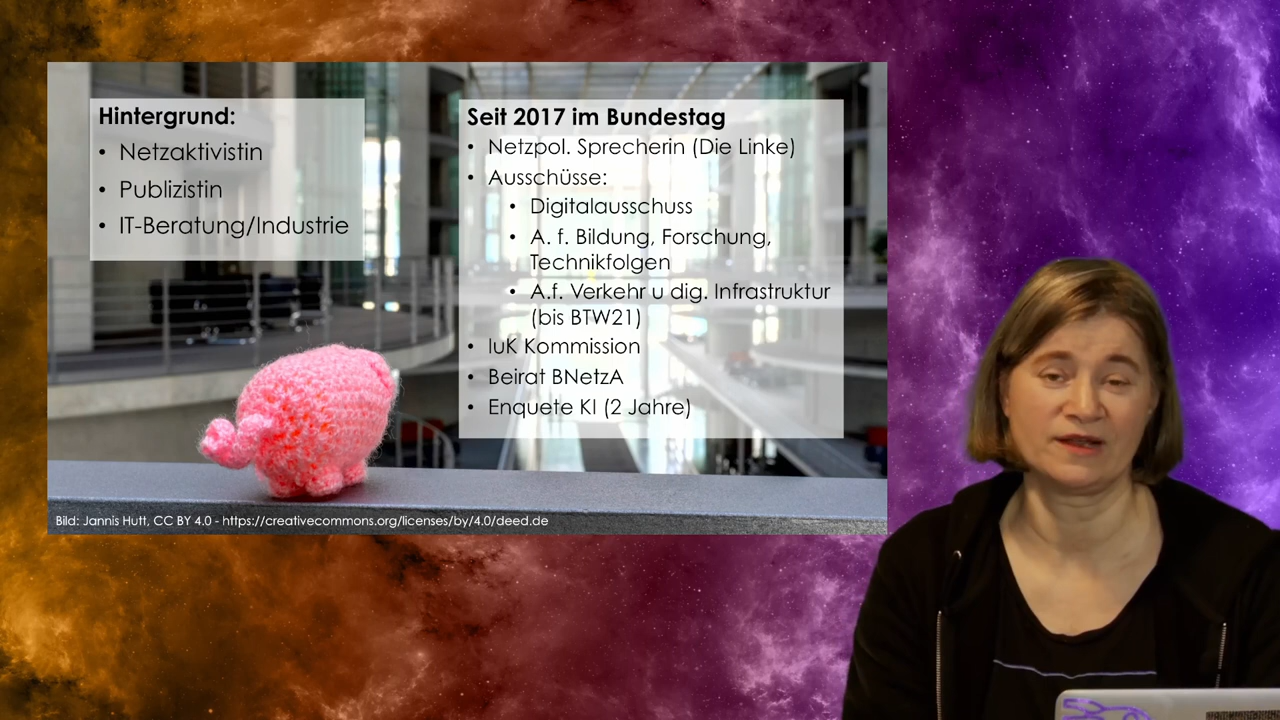 Hintergrund:
• Netzaktivistin
• Publizistin
• IT-Beratung/Industrie
Seit 2017 im Bundestag
• Netzpol. Sprecherin (Die Linke)
• Ausschüsse:
• Digitalausschuss
• A. f. Bildung, Forschung,
Technikfolgen
• A.f. Verkehr u dig. Infrastruktur
(bis BTW21)
• IuK Kommission
• Beirat BNetzA
• Enquete KI (2 Jahre)
Bild: Jannis Hutt, CC BY 4.0 - https://creativecommons.org/licenses/by/4.0/deed.de